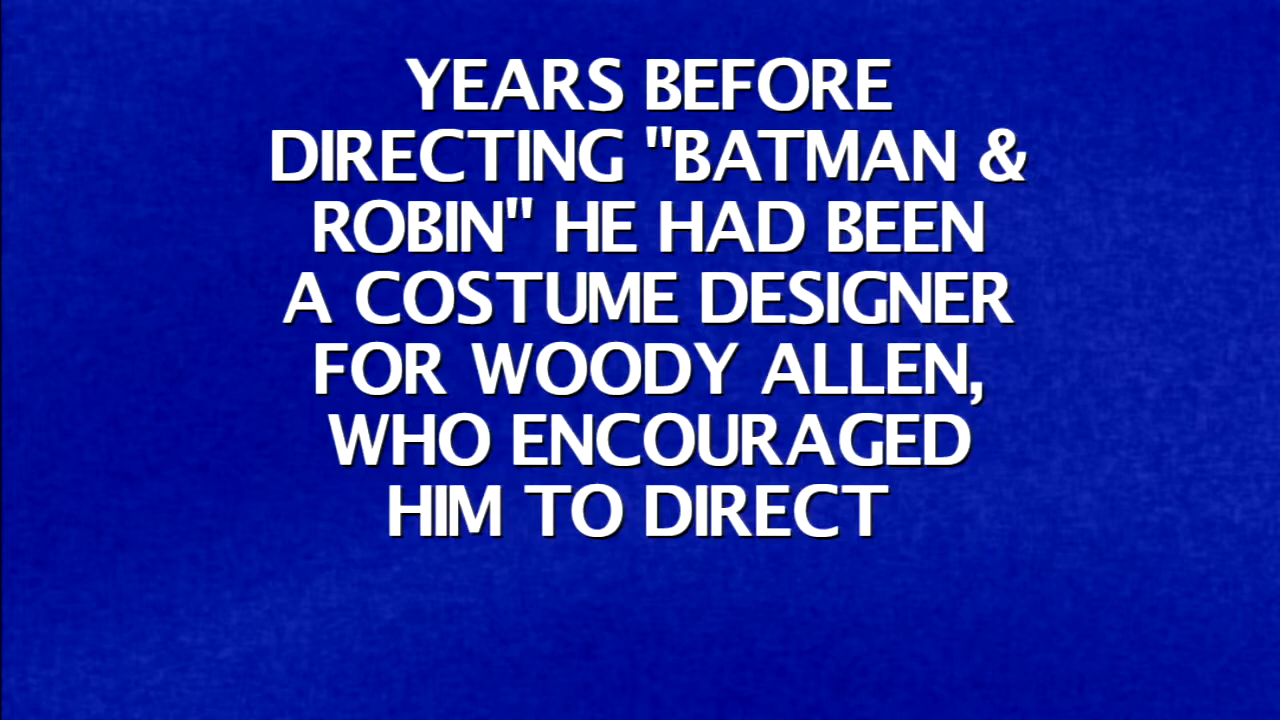 YEARS BEFORE
DIRECTING "BATMAN &
ROBIN" HE HAD BEEN
A COSTUME DESIGNER
FOR WOODY ALLEN,
WHO ENCOURAGED
HIM TO DIRECT